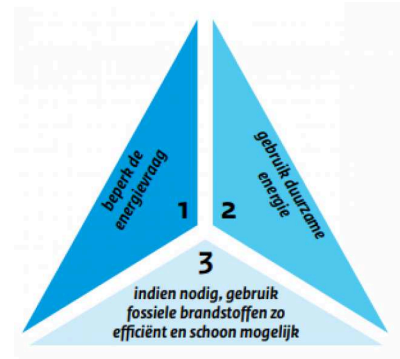 beperk de
energievraag
1
2
gebruik duurzame
energie
3
indien nodig, gebruik
fossiele brandstoffen zo
efficiënt en schoon mogelijk